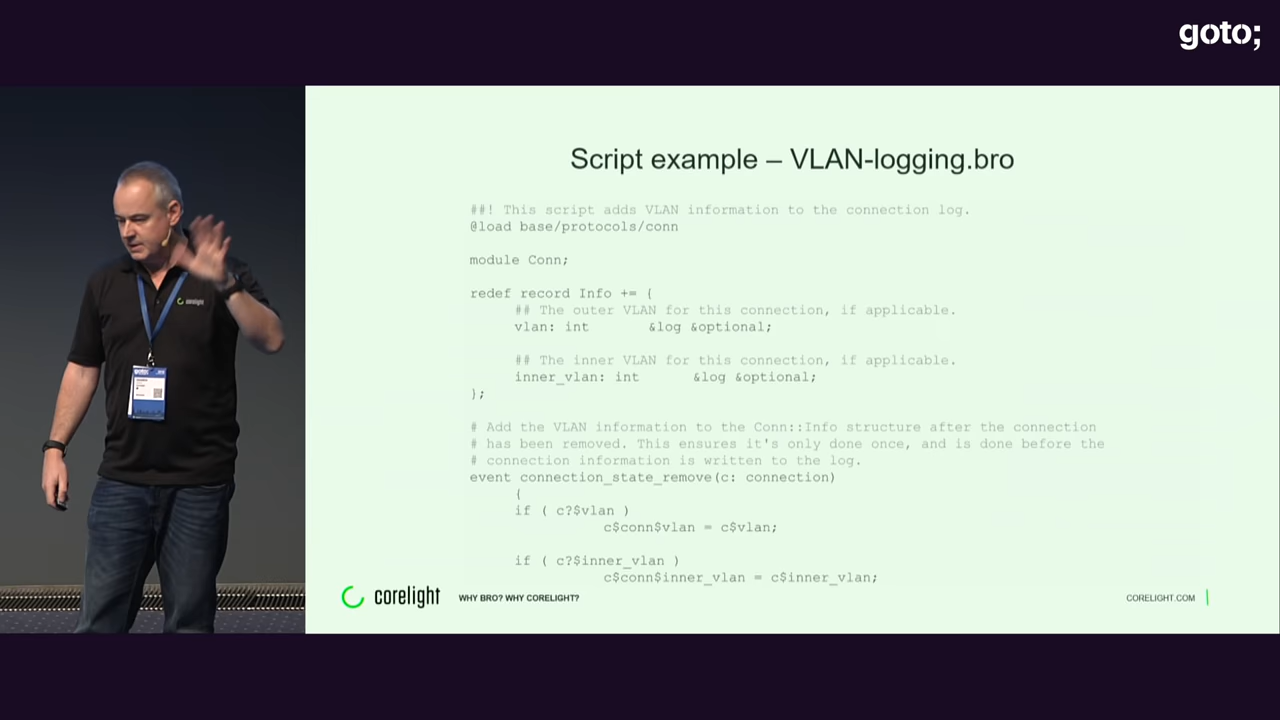 goto;
Script example – VLAN-logging.bro
##! This script adds VLAN information to the connection log.
@load base/protocols/conn
module Conn;
redef record Info += {
## The outer VLAN for this connection, if applicable.
vlan: int &log &optional;
## The inner VLAN for this connection, if applicable.
inner_vlan: int &log &optional;
};
# Add the VLAN information to the Conn::Info structure after the connection
# has been removed. This ensures it's only done once, and is done before the
# connection information is written to the log.
event connection_state_remove(c: connection)
{
if ( c?$vlan )
c$conn$vlan = c$vlan;
if ( c?$inner_vlan )
c$conn$inner_vlan = c$inner_vlan;
corelight
WHY BRO? WHY CORELIGHT?
CORELIGHT.COM
corelight
goto;